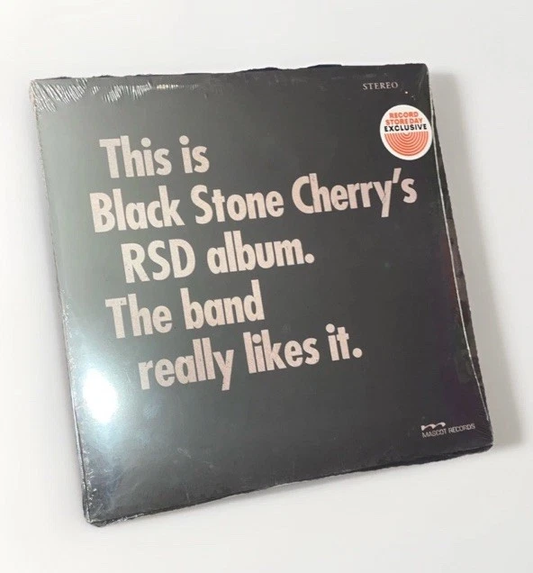 STEREO
RECORD
STORE DAY
EXCLUSIVE
This is
Black Stone Cherry's
RSD album.
The band
really likes it.
MASCOT RECORDS